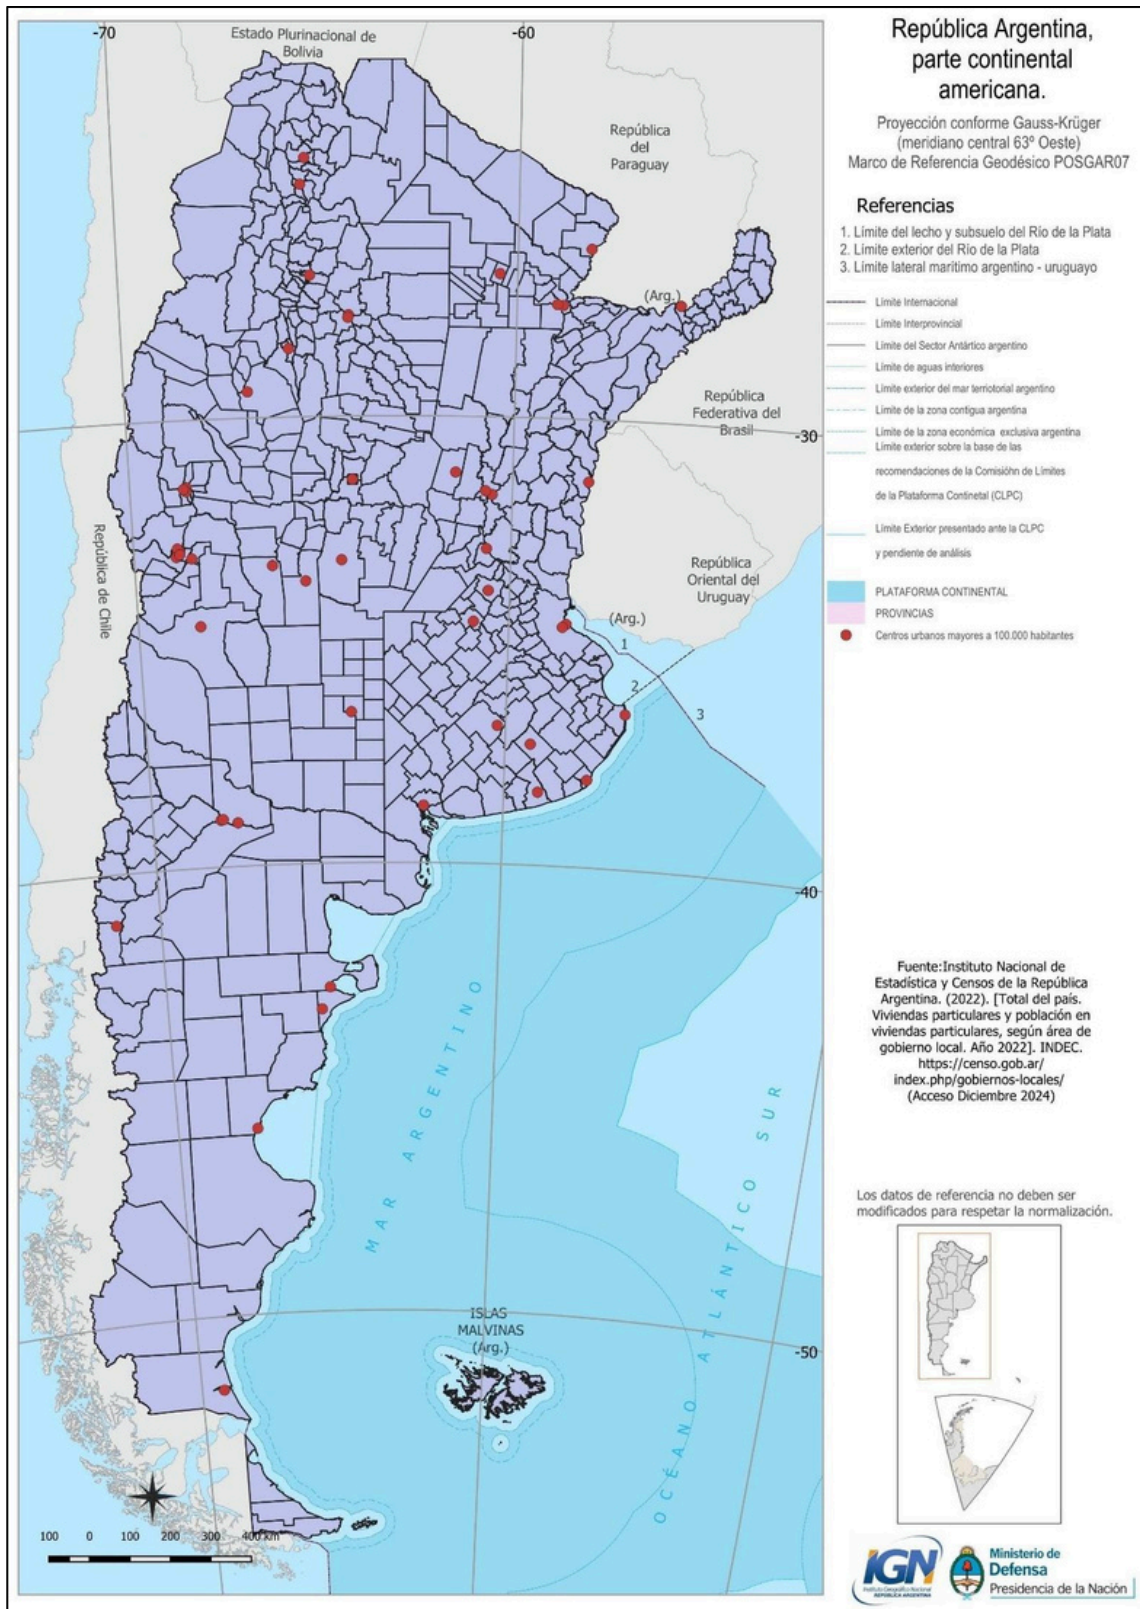 República Argentina,
parte continental
americana.
Proyección conforme Gauss-Krüger
(meridiano central 63º Oeste)
Marco de Referencia Geodésico POSGAR07
Referencias
1. Límite del lecho y subsuelo del Río de la Plata
2. Límite exterior del Río de la Plata
3. Límite lateral marítimo argentino - uruguayo
Límite Internacional
Límite Interprovincial
Límite del Sector Antártico argentino
Límite de aguas interiores
Límite exterior del mar terriotorial argentino
Límite de la zona contigua argentina
Límite de la zona económica exclusiva argentina
Límite exterior sobre la base de las
recomendaciones de la Comisiôhn de Límites
de la Plataforma Continetal (CLPC)
Límite Exterior presentado ante la CLPC
y pendiente de análisis
PLATAFORMA CONTINENTAL
PROVINCIAS
Centros urbanos mayores a 100.000 habitantes
-70
-60
Estado Plurinacional de
Bolivia
República
del
Paraguay
(Arg.)
República
Federativa del
Brasil
-30
República de Chile
República
Oriental del
Uruguay
(Arg.)
1
2
3
-40
MAR ARGENTINO
OCÉANO ATLÁNTICO SUR
ISLAS
MALVINAS
(Arg.)
-50
100 0 100 200 300 400 km
Fuente:Instituto Nacional de
Estadística y Censos de la República
Argentina. (2022). [Total del país.
Viviendas particulares y población en
viviendas particulares, según área de
gobierno local. Año 2022]. INDEC.
https://censo.gob.ar/
index.php/gobiernos-locales/
(Acceso Diciembre 2024)
Los datos de referencia no deben ser
modificados para respetar la normalización.
IGN
Instituto Geográfico Nacional
REPÚBLICA ARGENTINA
Ministerio de
Defensa
Presidencia de la Nación